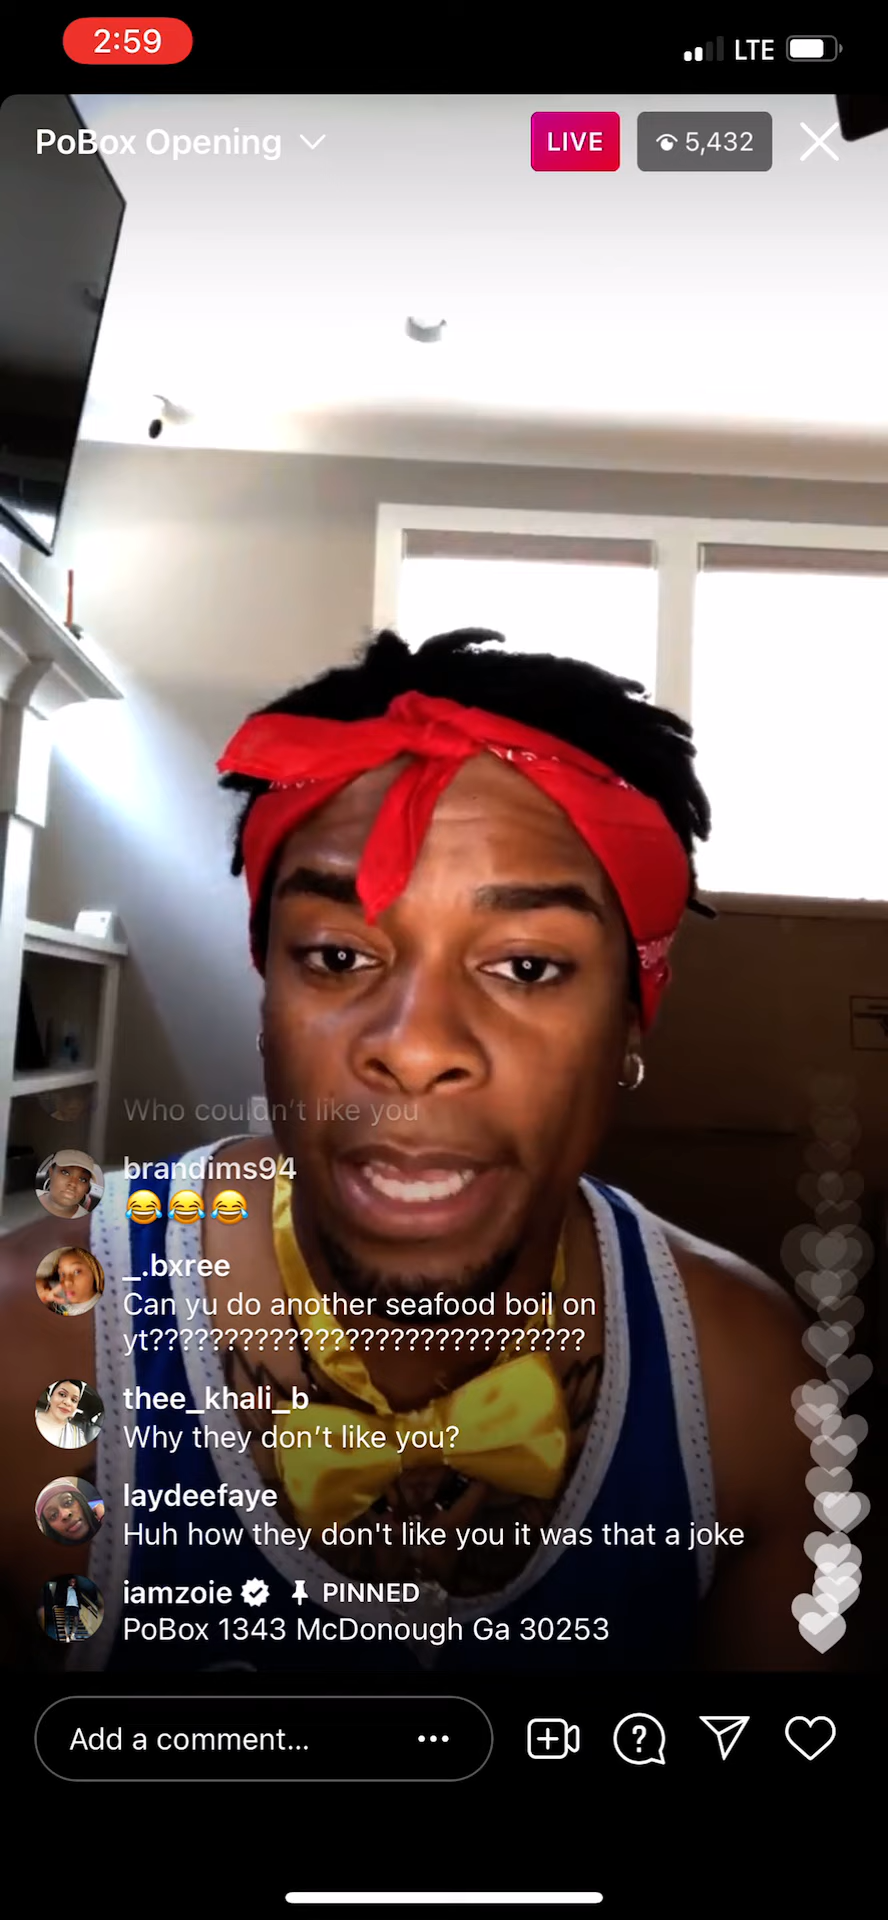 2:59
LTE
PoBox Opening
LIVE
5,432
Who couldn't like you
brandims94
😂😂😂
_.bxree
Can yu do another seafood boil on
yt?????????????????????????????
thee_khali_b
Why they don't like you?
laydeefaye
Huh how they don't like you it was that a joke
iamzoie PINNED
PoBox 1343 McDonough Ga 30253
Add a comment...